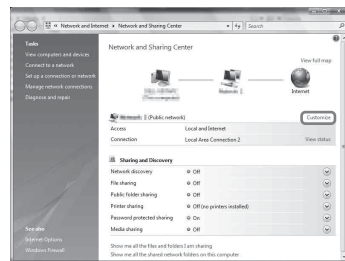 « Network and Internet ▸ Network and Sharing Center
Search
Tasks
View computers and devices
Connect to a network
Set up a connection or network
Manage network connections
Diagnose and repair
See also
Internet Options
Windows Firewall
Network and Sharing Center
View full map
Internet
(Public network)
Customize
Access Local and Internet
Connection Local Area Connection 2 View status
Sharing and Discovery
Network discovery Off
File sharing Off
Public folder sharing Off
Printer sharing Off (no printers installed)
Password protected sharing On
Media sharing Off
Show me all the files and folders I am sharing
Show me all the shared network folders on this computer